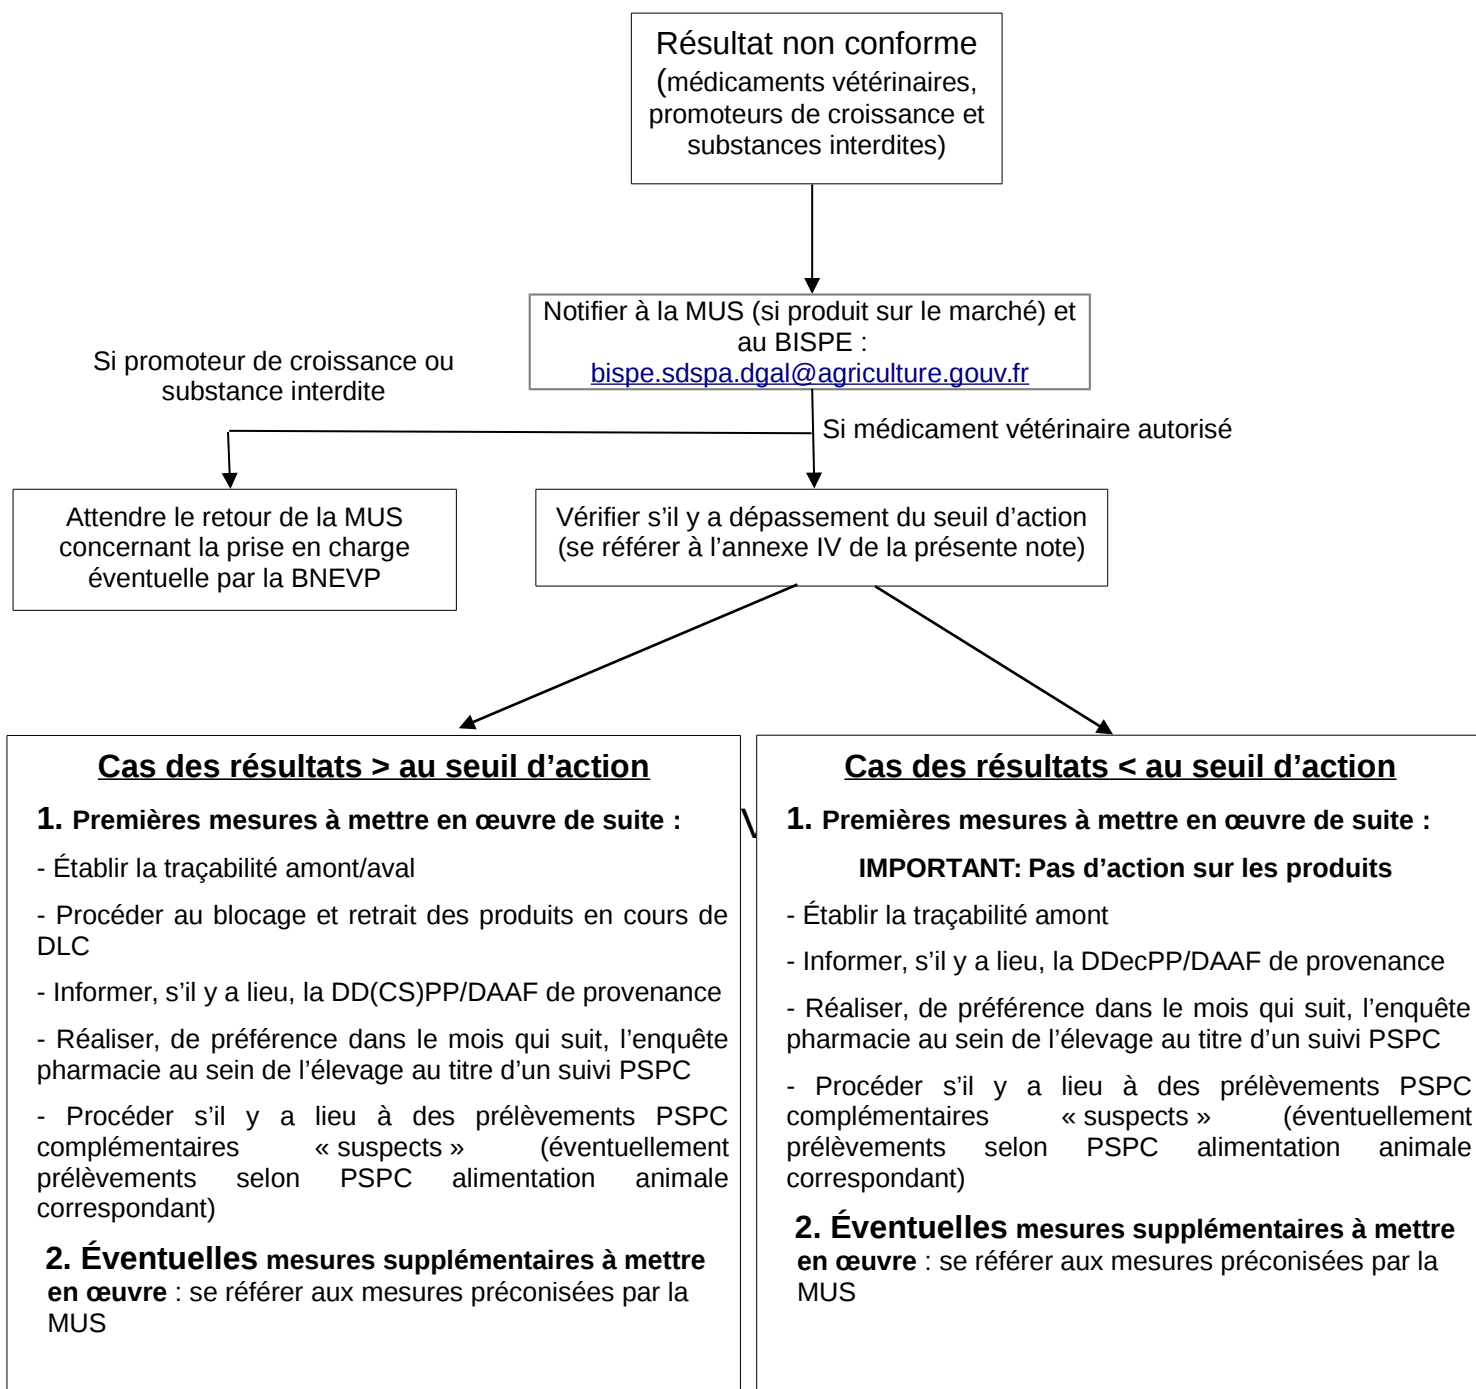 Résultat non conforme
(médicaments vétérinaires,
promoteurs de croissance et
substances interdites)
Notifier à la MUS (si produit sur le marché) et
au BISPE :
bispe.sdspa.dgal@agriculture.gouv.fr
Si promoteur de croissance ou
substance interdite
Si médicament vétérinaire autorisé
Attendre le retour de la MUS
concernant la prise en charge
éventuelle par la BNEVP
Vérifier s’il y a dépassement du seuil d’action
(se référer à l’annexe IV de la présente note)
Cas des résultats > au seuil d’action
1. Premières mesures à mettre en œuvre de suite :
- Établir la traçabilité amont/aval
- Procéder au blocage et retrait des produits en cours de
DLC
- Informer, s’il y a lieu, la DD(CS)PP/DAAF de provenance
- Réaliser, de préférence dans le mois qui suit, l’enquête
pharmacie au sein de l’élevage au titre d’un suivi PSPC
- Procéder s’il y a lieu à des prélèvements PSPC
complémentaires « suspects » (éventuellement
prélèvements selon PSPC alimentation animale
correspondant)
2. Éventuelles mesures supplémentaires à mettre
en œuvre : se référer aux mesures préconisées par la
MUS
Cas des résultats < au seuil d’action
1. Premières mesures à mettre en œuvre de suite :
IMPORTANT: Pas d’action sur les produits
- Établir la traçabilité amont
- Informer, s’il y a lieu, la DDecPP/DAAF de provenance
- Réaliser, de préférence dans le mois qui suit, l’enquête
pharmacie au sein de l’élevage au titre d’un suivi PSPC
- Procéder s’il y a lieu à des prélèvements PSPC
complémentaires « suspects » (éventuellement
prélèvements selon PSPC alimentation animale
correspondant)
2. Éventuelles mesures supplémentaires à mettre
en œuvre : se référer aux mesures préconisées par la
MUS